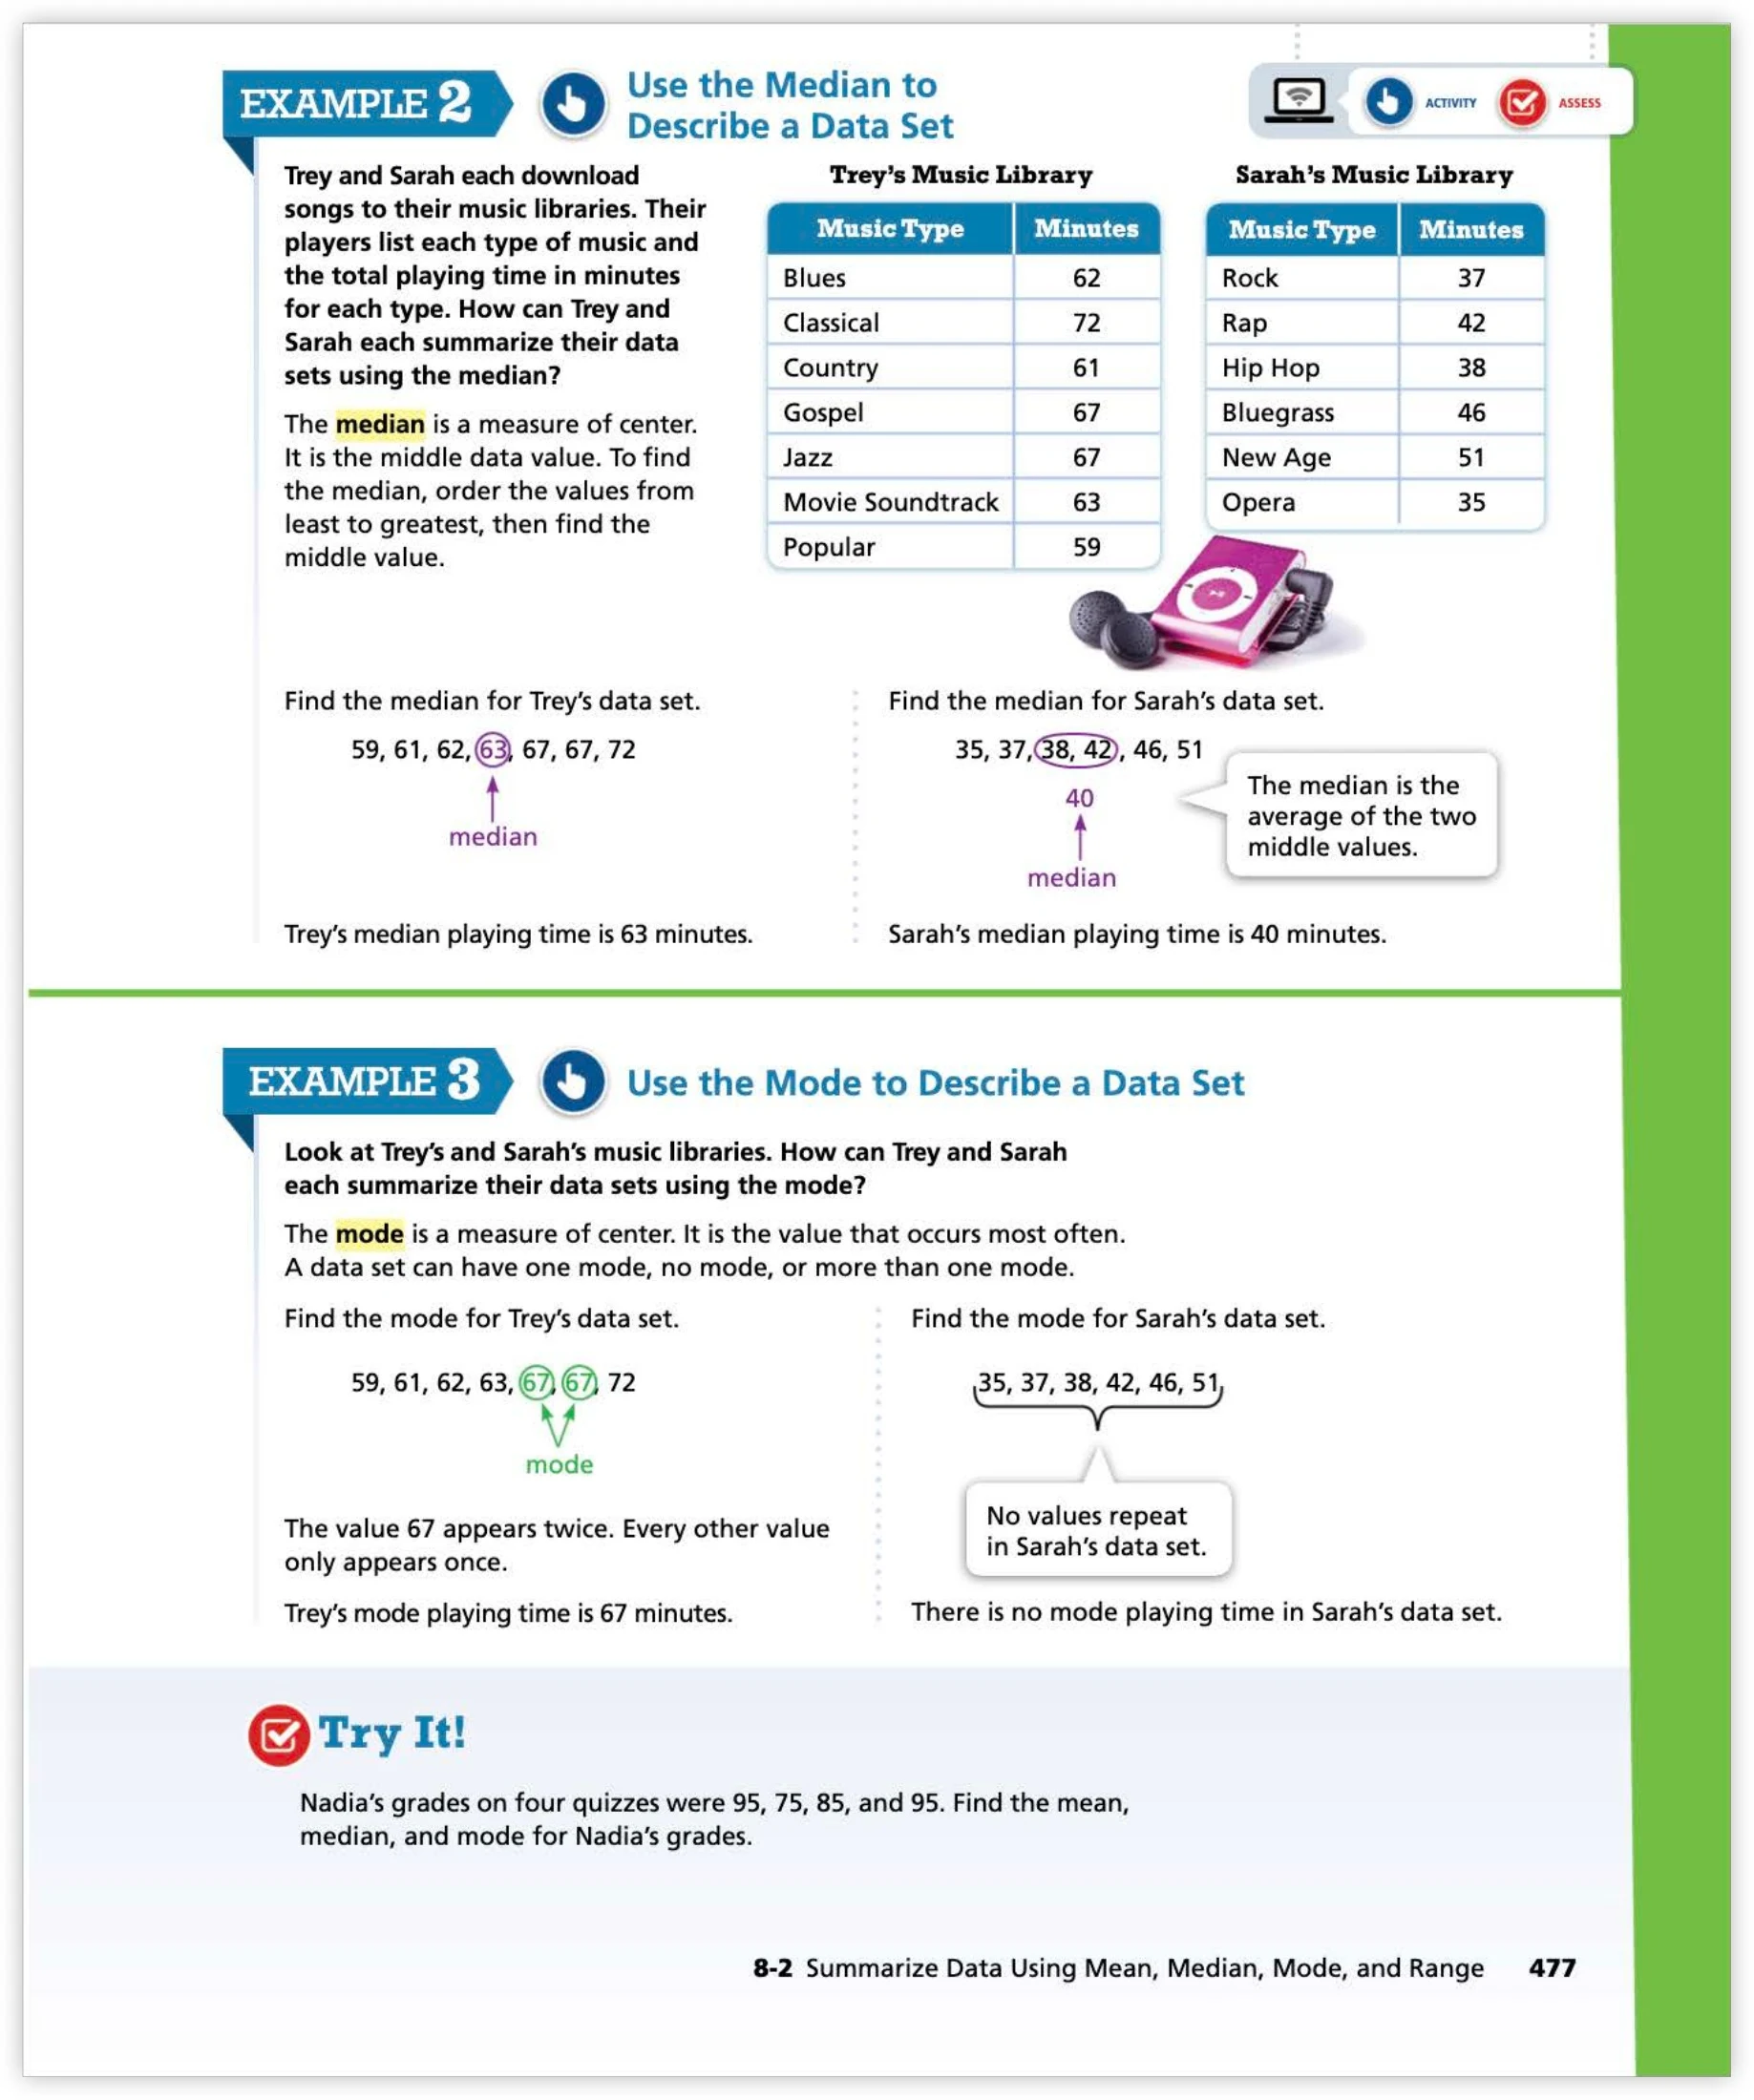 EXAMPLE 2
Use the Median to
Describe a Data Set
ACTIVITY
ASSESS
Trey and Sarah each download
songs to their music libraries. Their
players list each type of music and
the total playing time in minutes
for each type. How can Trey and
Sarah each summarize their data
sets using the median?
The median is a measure of center.
It is the middle data value. To find
the median, order the values from
least to greatest, then find the
middle value.
Trey's Music Library
Music Type Minutes
Blues 62
Classical 72
Country 61
Gospel 67
Jazz 67
Movie Soundtrack 63
Popular 59
Sarah's Music Library
Music Type Minutes
Rock 37
Rap 42
Hip Hop 38
Bluegrass 46
New Age 51
Opera 35
Find the median for Trey's data set.
59, 61, 62, 63, 67, 67, 72
median
Trey's median playing time is 63 minutes.
Find the median for Sarah's data set.
35, 37, 38, 42, 46, 51
40
median
The median is the
average of the two
middle values.
Sarah's median playing time is 40 minutes.
EXAMPLE 3
Use the Mode to Describe a Data Set
Look at Trey's and Sarah's music libraries. How can Trey and Sarah
each summarize their data sets using the mode?
The mode is a measure of center. It is the value that occurs most often.
A data set can have one mode, no mode, or more than one mode.
Find the mode for Trey's data set.
59, 61, 62, 63, 67, 67, 72
mode
The value 67 appears twice. Every other value
only appears once.
Trey's mode playing time is 67 minutes.
Find the mode for Sarah's data set.
35, 37, 38, 42, 46, 51
No values repeat
in Sarah's data set.
There is no mode playing time in Sarah's data set.
Try It!
Nadia's grades on four quizzes were 95, 75, 85, and 95. Find the mean,
median, and mode for Nadia's grades.
8-2 Summarize Data Using Mean, Median, Mode, and Range 477